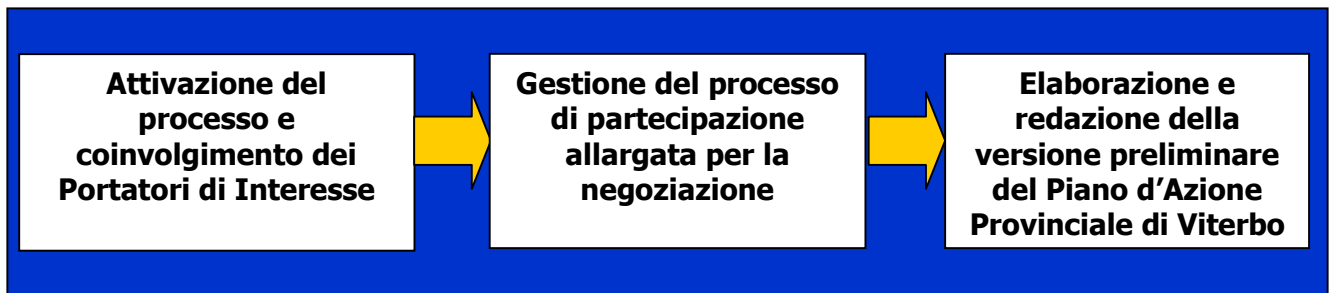 Attivazione del
processo e
coinvolgimento dei
Portatori di Interesse
Gestione del processo
di partecipazione
allargata per la
negoziazione
Elaborazione e
redazione della
versione preliminare
del Piano d’Azione
Provinciale di Viterbo